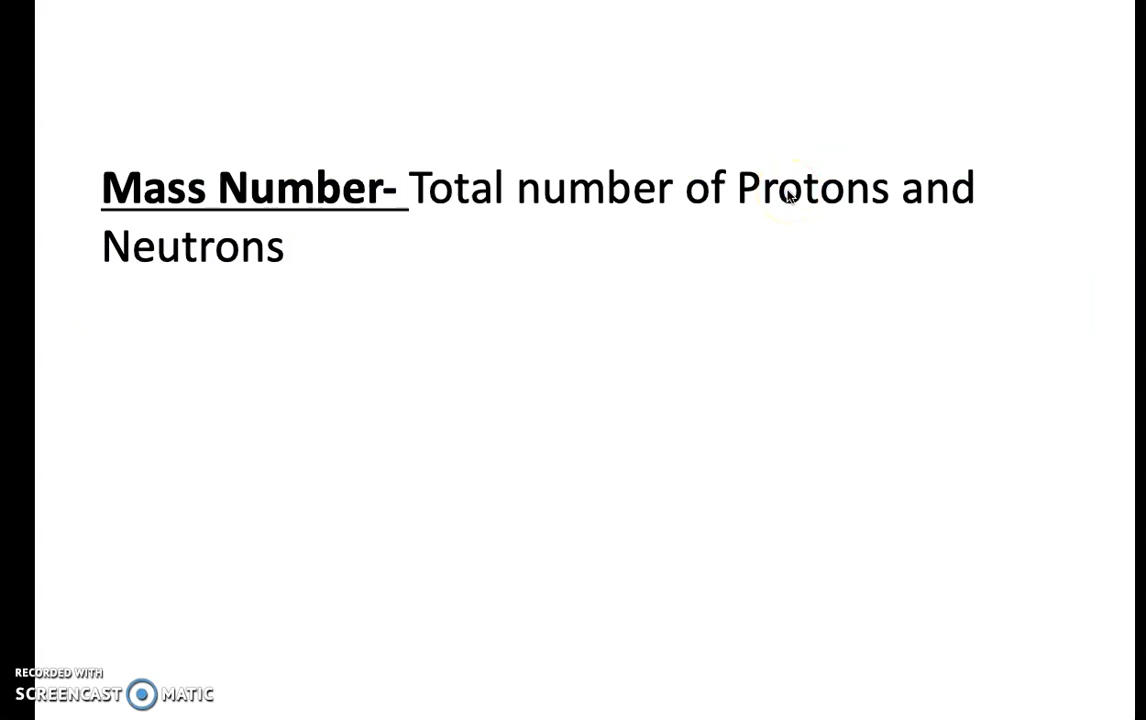 Mass Number- Total number of Protons and
Neutrons
RECORDED WITH
SCREENCAST MATIC